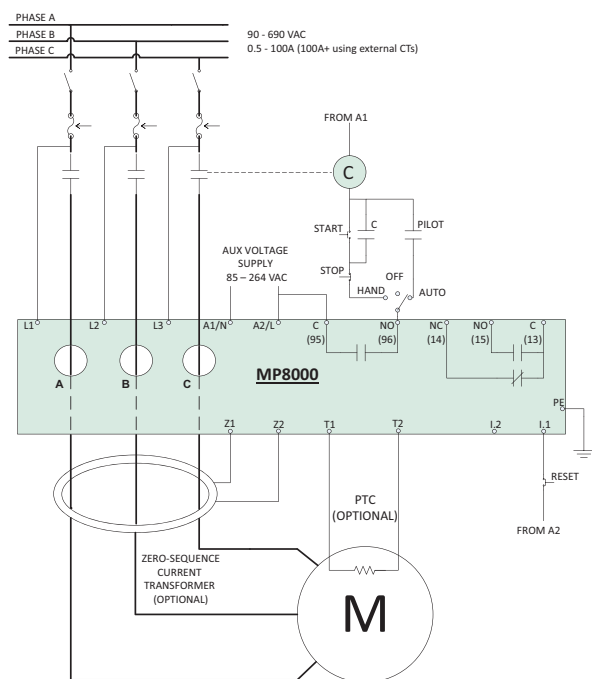 PHASE A
PHASE B
PHASE C
90 - 690 VAC
0.5 - 100A (100A+ using external CTs)
FROM A1
C
START
C
PILOT
AUX VOLTAGE
SUPPLY
85 – 264 VAC
STOP
OFF
HAND
AUTO
L1
L2
L3
A1/N
A2/L
C
(95)
NO
(96)
NC
(14)
NO
(15)
C
(13)
A
B
C
MP8000
PE
Z1
Z2
T1
T2
I.2
I.1
RESET
FROM A2
PTC
(OPTIONAL)
ZERO-SEQUENCE
CURRENT
TRANSFORMER
(OPTIONAL)
M